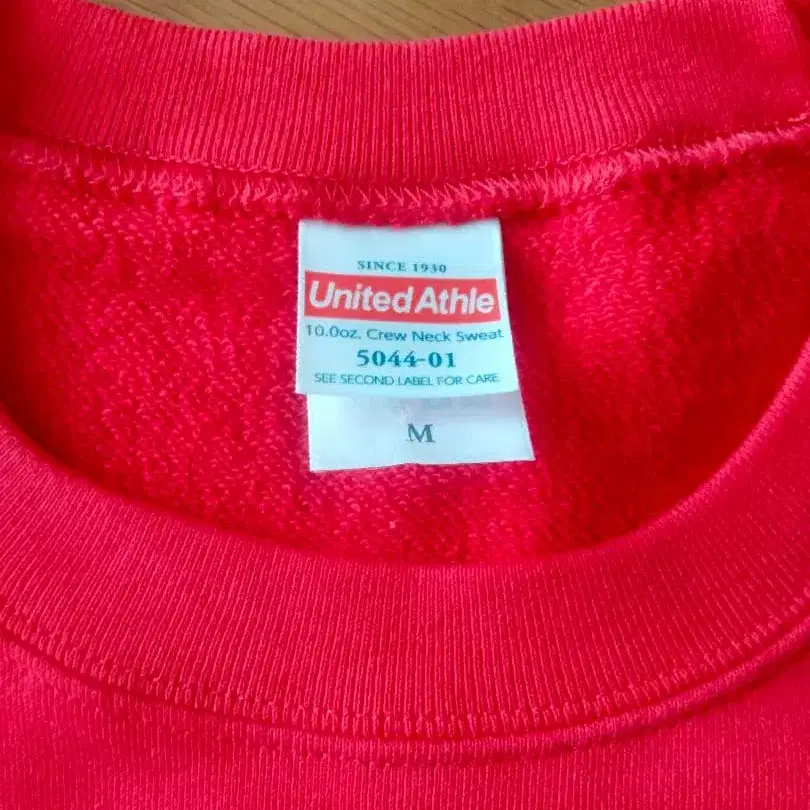 SINCE 1930
United Athle
10.0oz. Crew Neck Sweat
5044-01
SEE SECOND LABEL FOR CARE
M